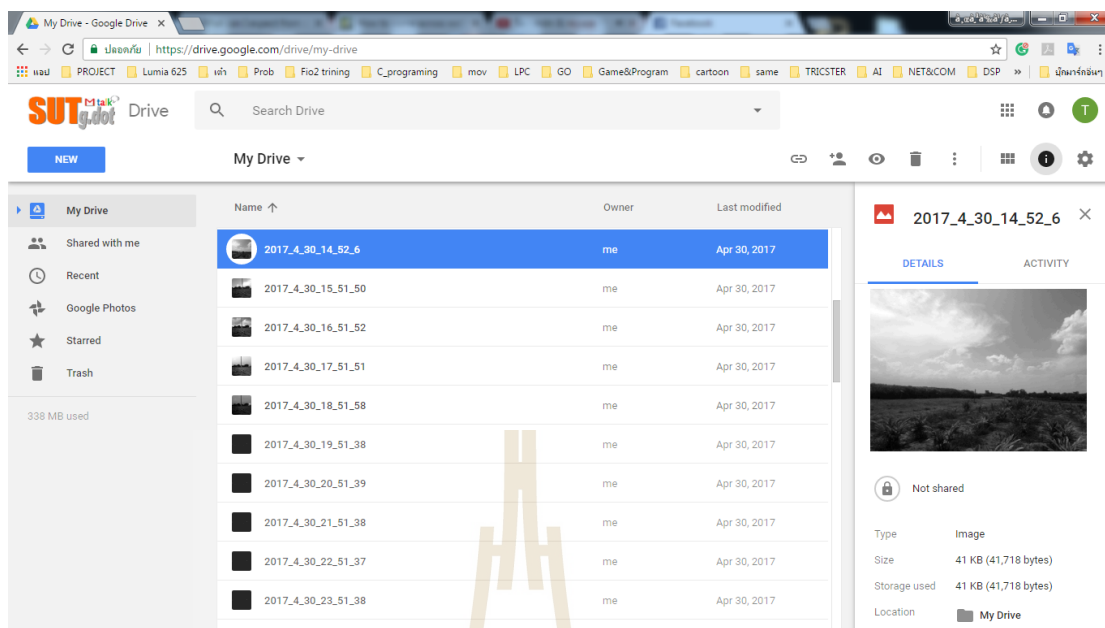 My Drive - Google Drive
ปลอดภัย https://drive.google.com/drive/my-drive
แอป PROJECT Lumia 625 เก๋า Prob Fio2 trining C_programing mov LPC GO Game&Program cartoon same TRICSTER AI NET&COM DSP » บุ๊กมาร์กอื่นๆ
SUT Mtalk g.dot Drive Search Drive T
NEW My Drive
My Drive
Shared with me
Recent
Google Photos
Starred
Trash
338 MB used
Name Owner Last modified
2017_4_30_14_52_6 me Apr 30, 2017
2017_4_30_15_51_50 me Apr 30, 2017
2017_4_30_16_51_52 me Apr 30, 2017
2017_4_30_17_51_51 me Apr 30, 2017
2017_4_30_18_51_58 me Apr 30, 2017
2017_4_30_19_51_38 me Apr 30, 2017
2017_4_30_20_51_39 me Apr 30, 2017
2017_4_30_21_51_38 me Apr 30, 2017
2017_4_30_22_51_37 me Apr 30, 2017
2017_4_30_23_51_38 me Apr 30, 2017
2017_4_30_14_52_6
DETAILS ACTIVITY
Not shared
Type Image
Size 41 KB (41,718 bytes)
Storage used 41 KB (41,718 bytes)
Location My Drive